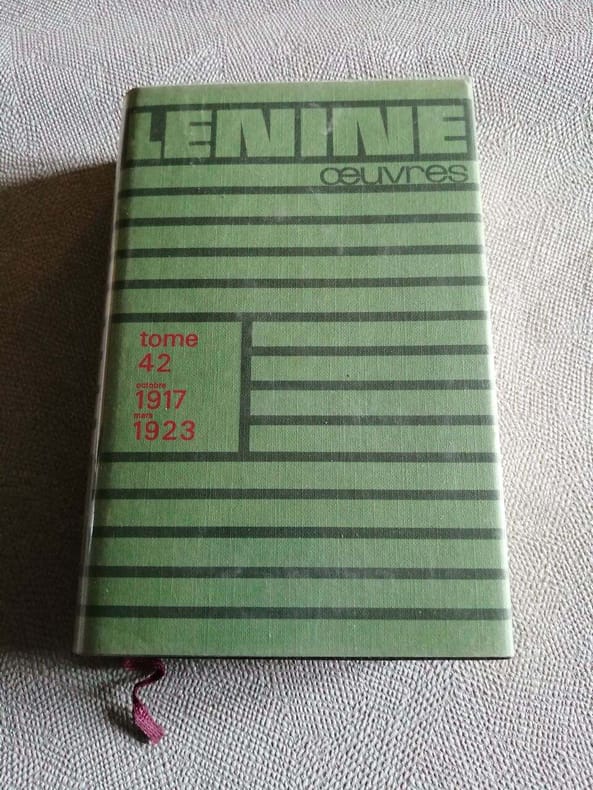 LENINE
œuvres
tome
42
octobre
1917
mars
1923